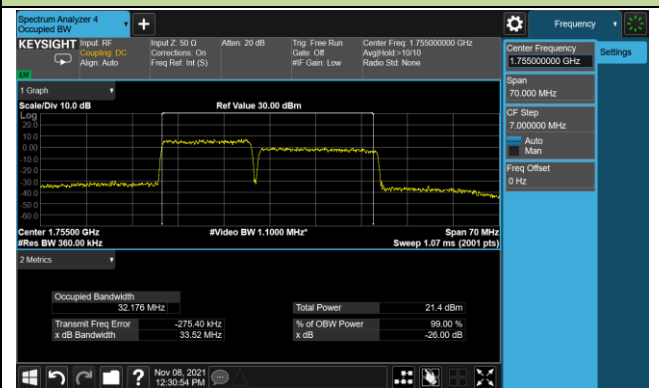 Spectrum Analyzer 4
Occupied BW
Frequency
KEYSIGHT
Input: RF
Coupling: DC
Align: Auto
Input Z: 50 Ω
Corrections: On
Freq Ref: Int (S)
Atten: 20 dB
Trig: Free Run
Gate: Off
#IF Gain: Low
Center Freq: 1.755000000 GHz
Avg|Hold:>10/10
Radio Std: None
Center Frequency
1.755000000 GHz
Settings
Span
70.000 MHz
CF Step
7.000000 MHz
Auto
Man
Freq Offset
0 Hz
1 Graph
Scale/Div 10.0 dB
Ref Value 30.00 dBm
Log
20.0
10.0
0.00
-10.0
-20.0
-30.0
-40.0
-50.0
-60.0
Center 1.75500 GHz
#Video BW 1.1000 MHz*
Span 70 MHz
#Res BW 360.00 kHz
Sweep 1.07 ms (2001 pts)
2 Metrics
Occupied Bandwidth
32.176 MHz
Total Power
21.4 dBm
Transmit Freq Error
-275.40 kHz
% of OBW Power
99.00 %
x dB Bandwidth
33.52 MHz
x dB
-26.00 dB
Nov 08, 2021
12:30:54 PM